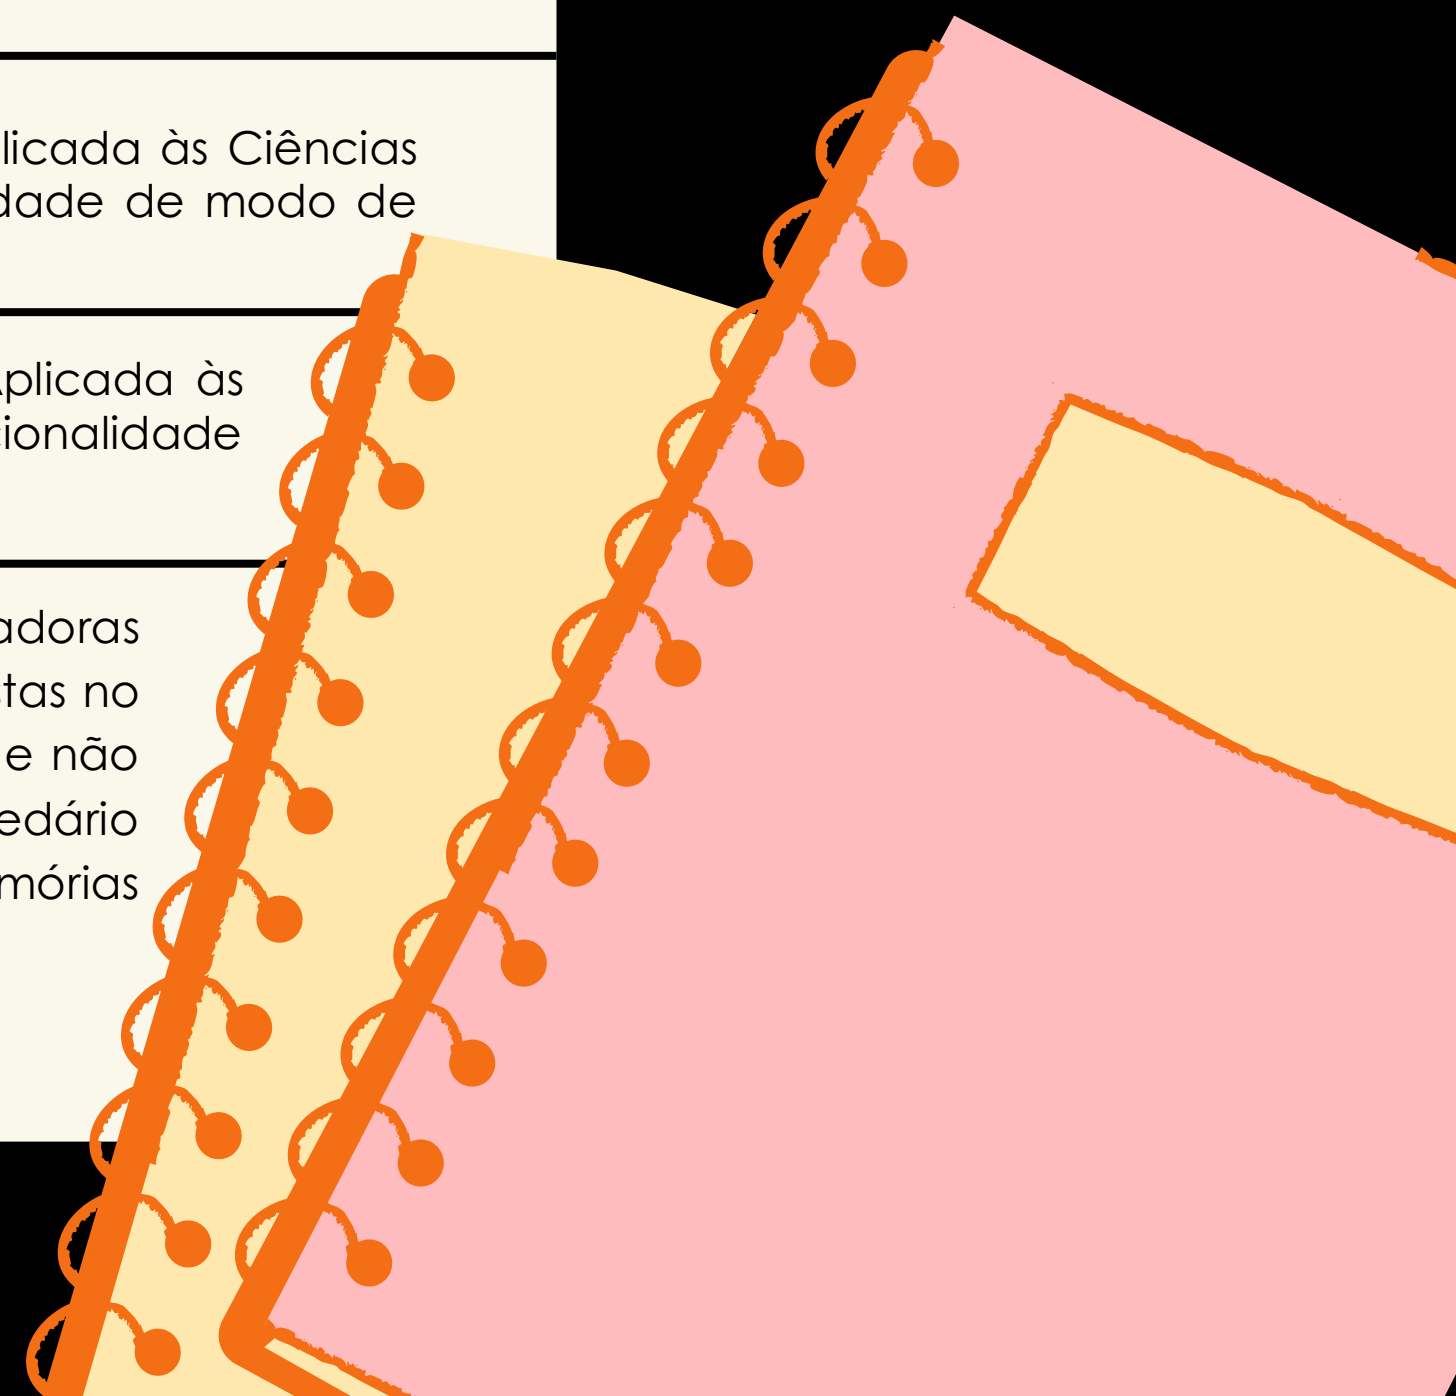 licada às Ciências
dade de modo de
plicada às
ionalidade
adoras
tas no
e não
edário
mórias